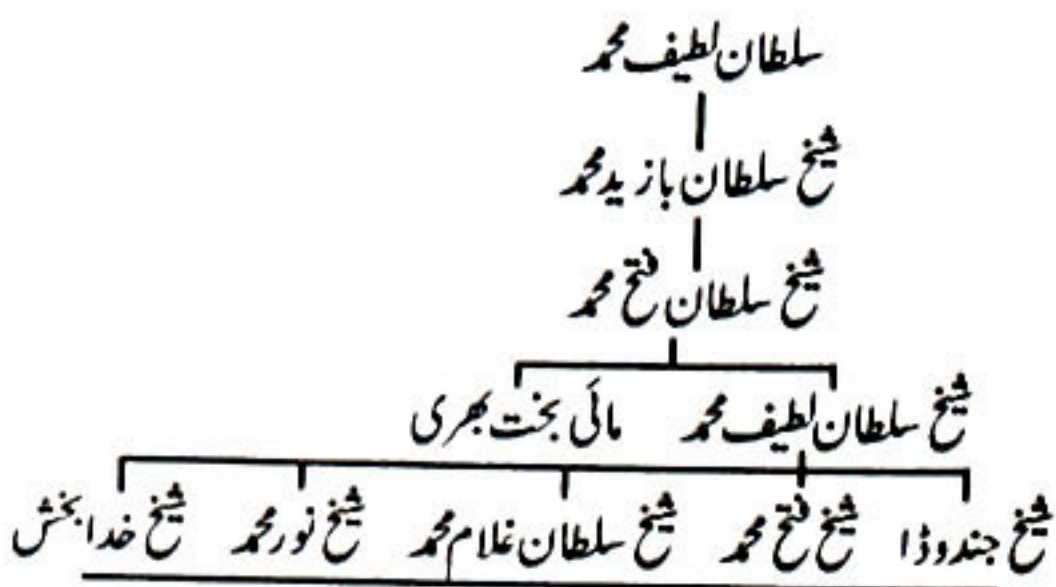 سلطان لطیف محمد
شیخ سلطان بازید محمد
شیخ سلطان فتح محمد
شیخ سلطان لطیف محمد مائی بخت بھری
شیخ جندوڈا شیخ فتح محمد شیخ سلطان غلام محمد شیخ نور محمد شیخ خدا بخش